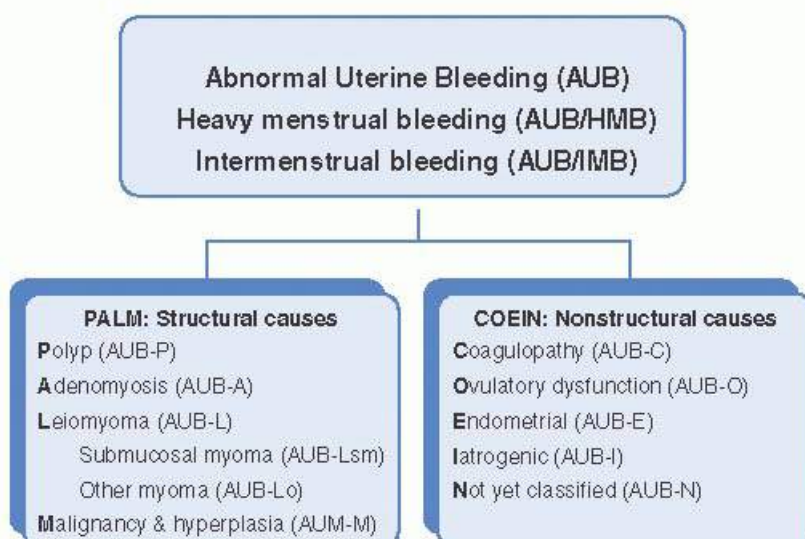 Abnormal Uterine Bleeding (AUB)
Heavy menstrual bleeding (AUB/HMB)
Intermenstrual bleeding (AUB/IMB)
PALM: Structural causes
Polyp (AUB-P)
Adenomyosis (AUB-A)
Leiomyoma (AUB-L)
Submucosal myoma (AUB-Lsm)
Other myoma (AUB-Lo)
Malignancy & hyperplasia (AUM-M)
COEIN: Nonstructural causes
Coagulopathy (AUB-C)
Ovulatory dysfunction (AUB-O)
Endometrial (AUB-E)
Iatrogenic (AUB-I)
Not yet classified (AUB-N)